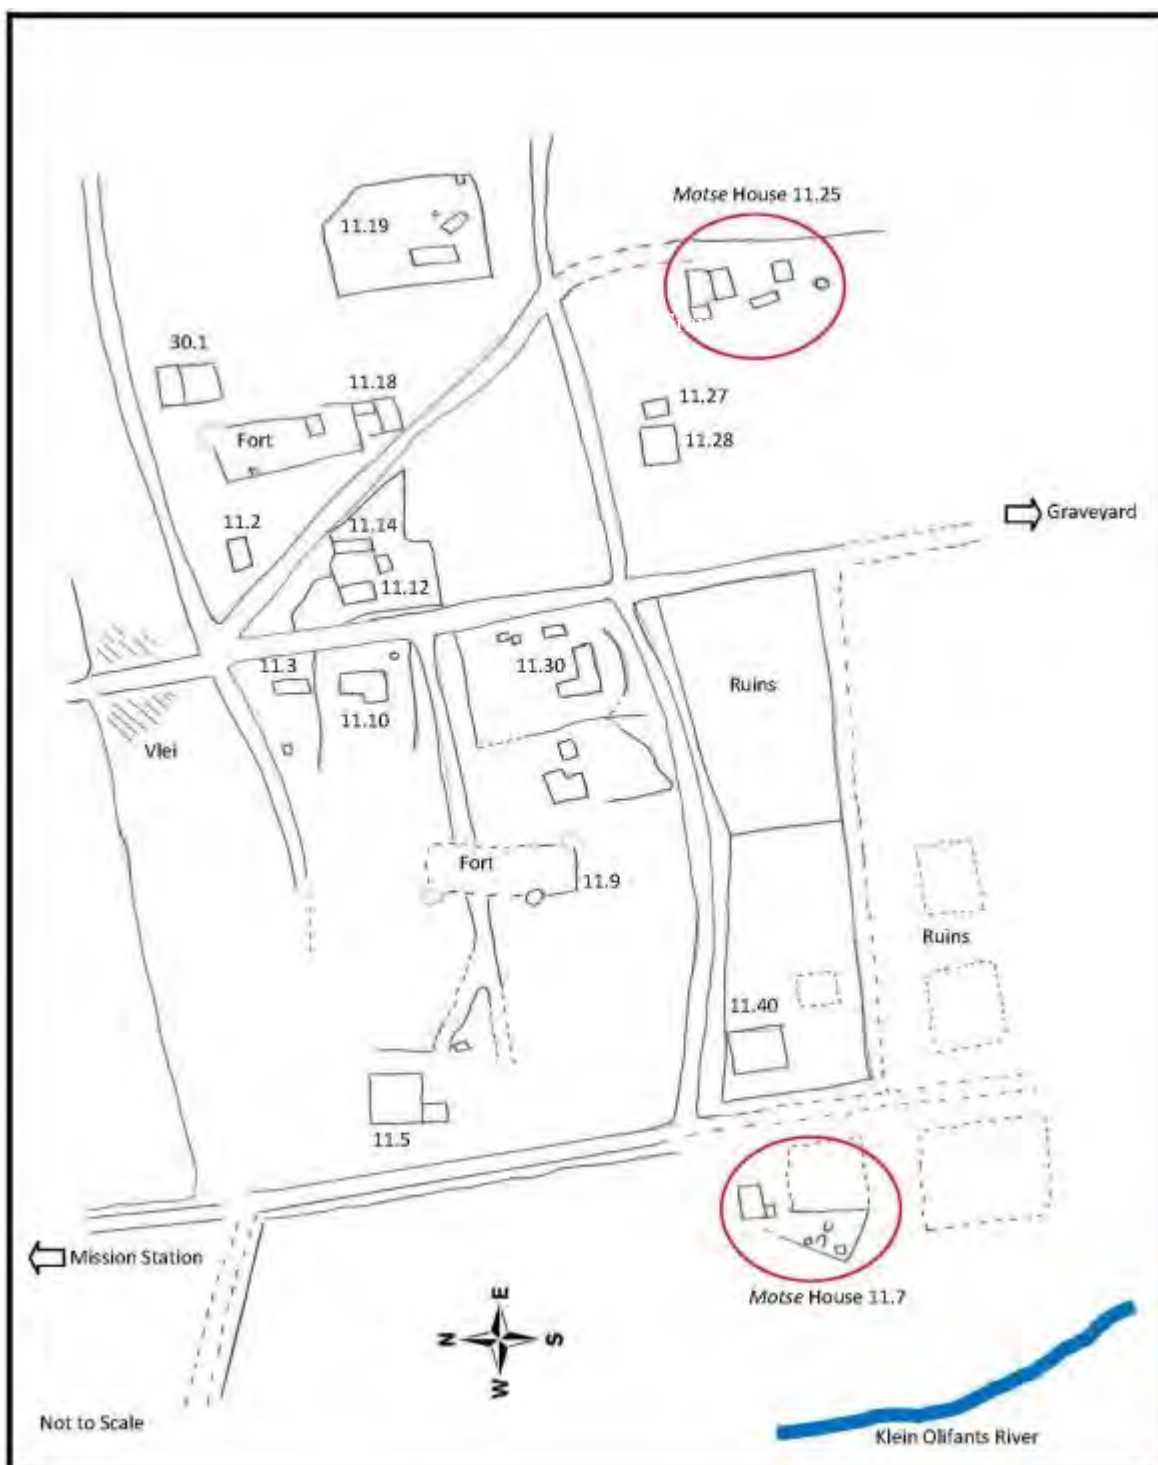 Motse House 11.25
11.19
30.1
11.18
11.27
Fort
11.28
Graveyard
11.2
11.14
11.12
11.3
11.30
Ruins
11.10
Vlei
Fort
11.9
Ruins
11.40
11.5
Mission Station
Motse House 11.7
E
N
S
W
Not to Scale
Klein Olifants River